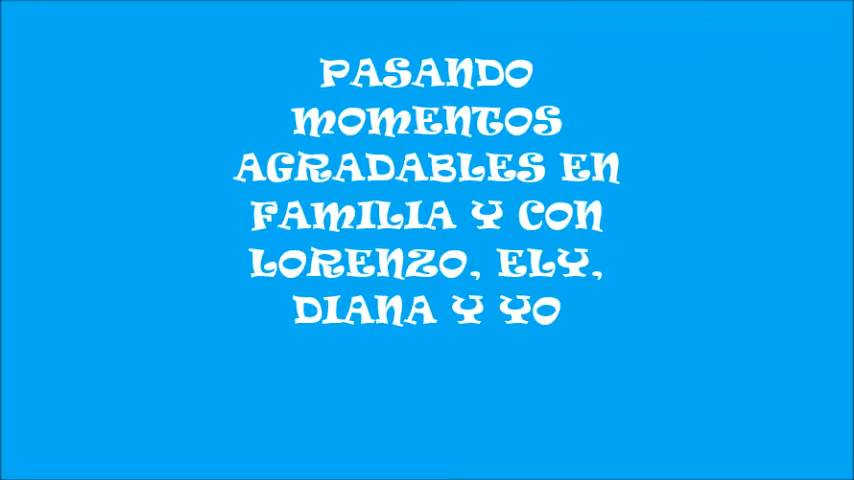 PASANDO
MOMENTOS
AGRADABLES EN
FAMILIA Y CON
LORENZO, ELY,
DIANA Y YO